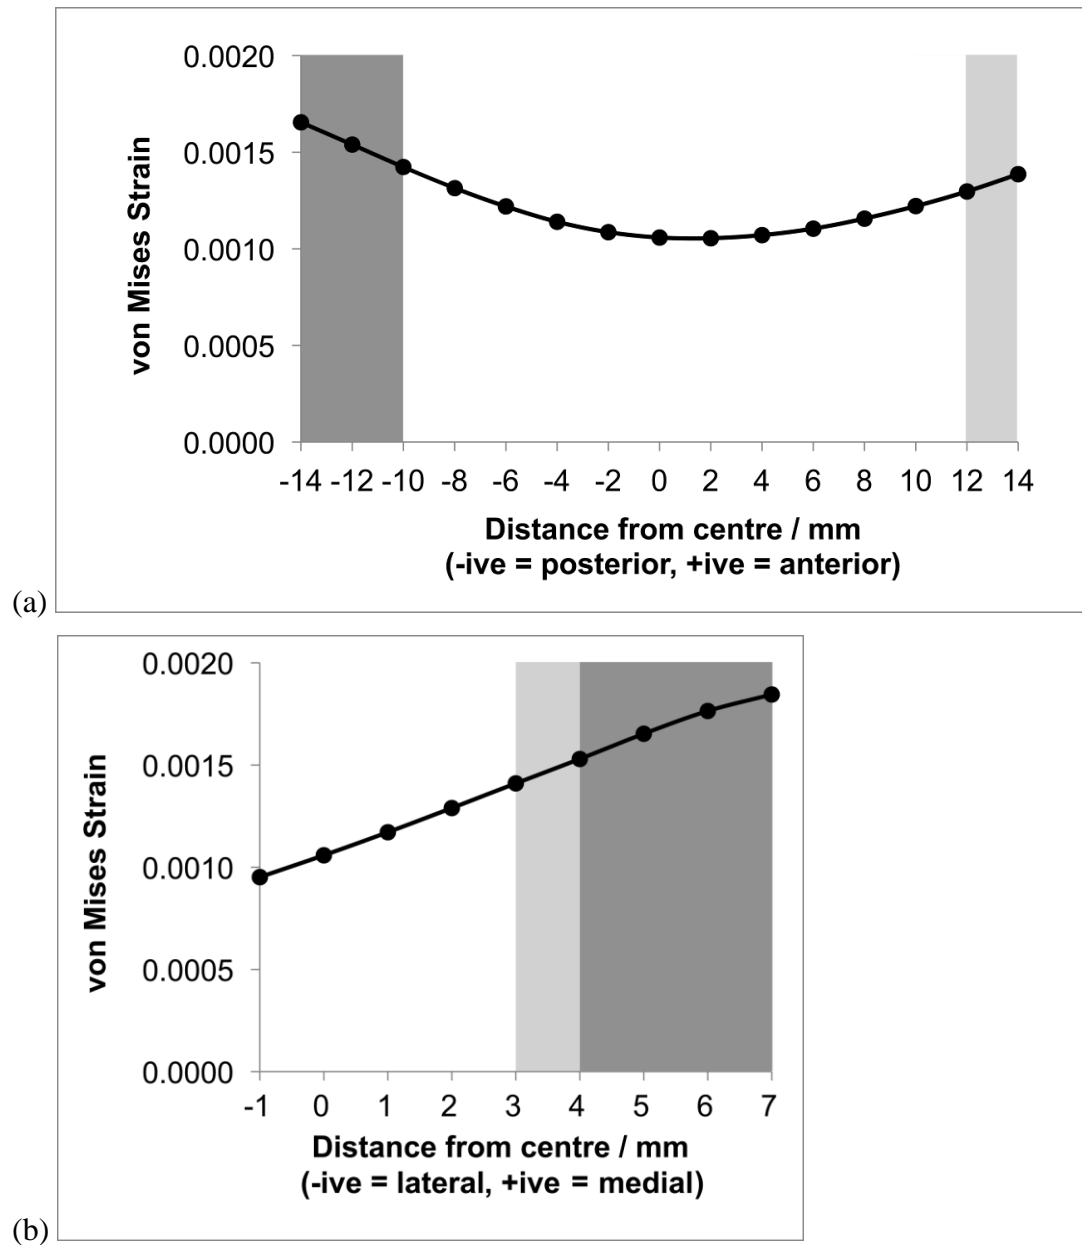 0.0020
0.0015
0.0010
0.0005
0.0000
von Mises Strain
-14 -12 -10 -8 -6 -4 -2 0 2 4 6 8 10 12 14
Distance from centre / mm
(-ive = posterior, +ive = anterior)
(a)
0.0020
0.0015
0.0010
0.0005
0.0000
von Mises Strain
-1 0 1 2 3 4 5 6 7
Distance from centre / mm
(-ive = lateral, +ive = medial)
(b)